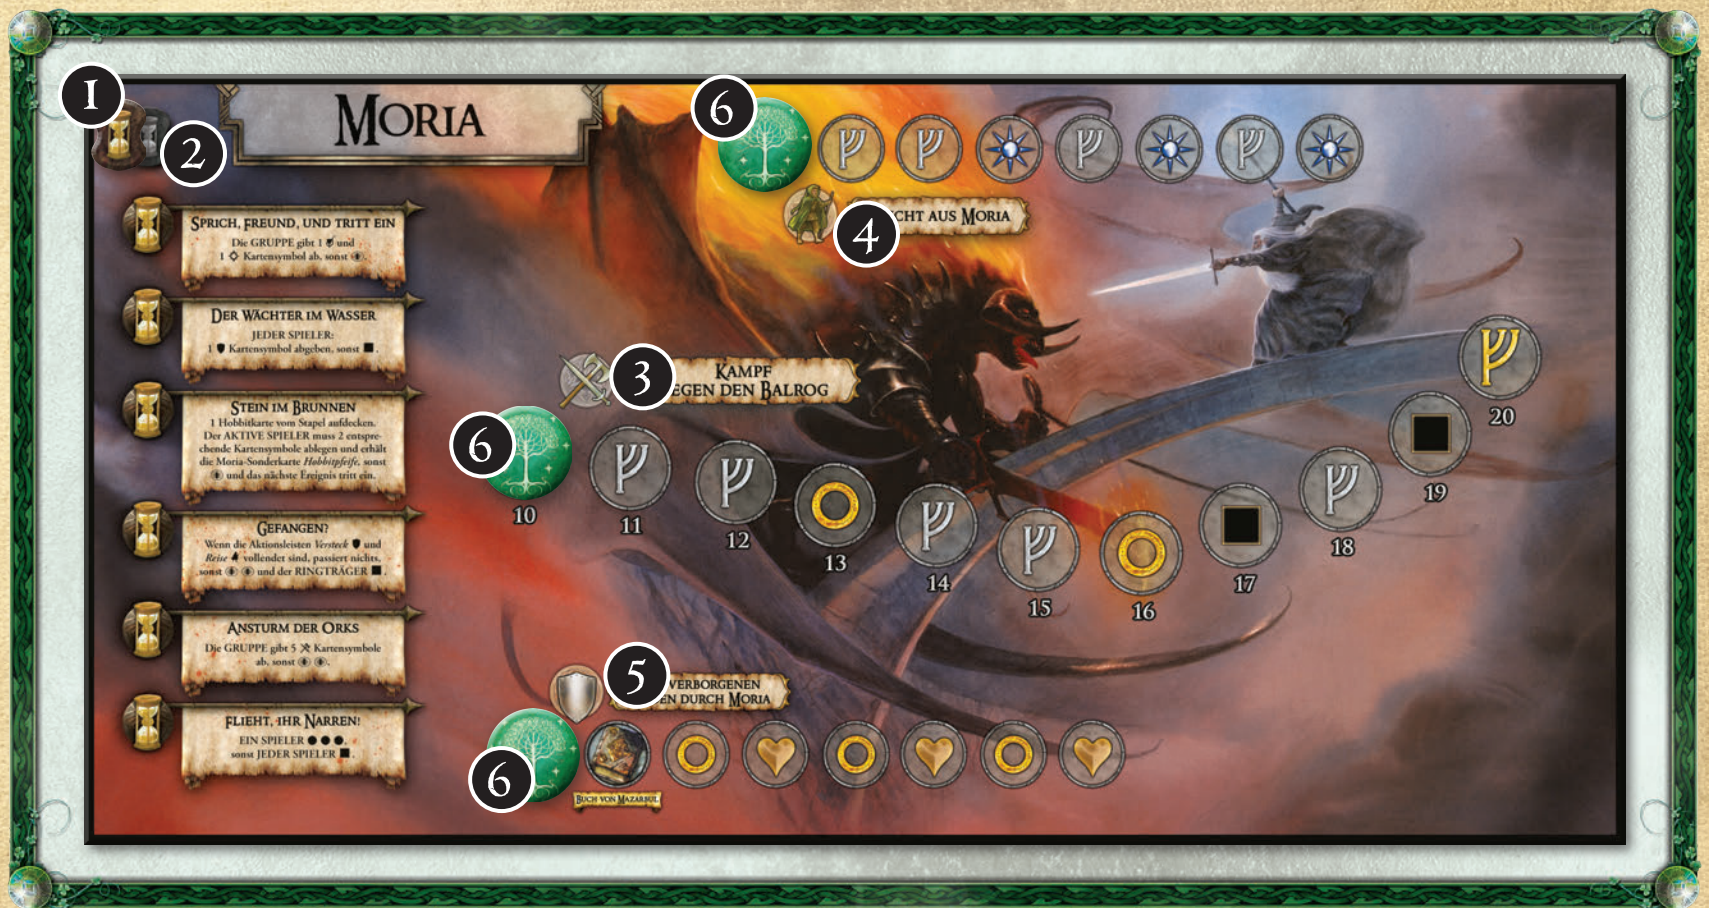 1
MORIA
2
6
SPRICH, FREUND, UND TRITT EIN
Die GRUPPE gibt 1 und
1 Kartensymbol ab, sonst .
4
CHT AUS MORIA
DER WÄCHTER IM WASSER
JEDER SPIELER:
1 Kartensymbol abgeben, sonst ■.
3
KAMPF
EGEN DEN BALROG
STEIN IM BRUNNEN
1 Hobbitkarte vom Stapel aufdecken.
Der AKTIVE SPIELER muss 2 entspre-
chende Kartensymbole ablegen und erhält
die Moria-Sonderkarte Hobbitpfeife, sonst
und das nächste Ereignis tritt ein.
6
10
11
12
13
14
15
16
17
18
19
20
GEFANGEN?
Wenn die Aktionsleisten Versteck und
Reise vollendet sind, passiert nichts,
sonst und der RINGTRÄGER ■.
ANSTURM DER ORKS
Die GRUPPE gibt 5 Kartensymbole
ab, sonst .
5
VERBORGENEN
EN DURCH MORIA
FLIEHT, IHR NARREN!
EIN SPIELER ●●●,
sonst JEDER SPIELER ■.
6
BUCH VON MAZARBUL